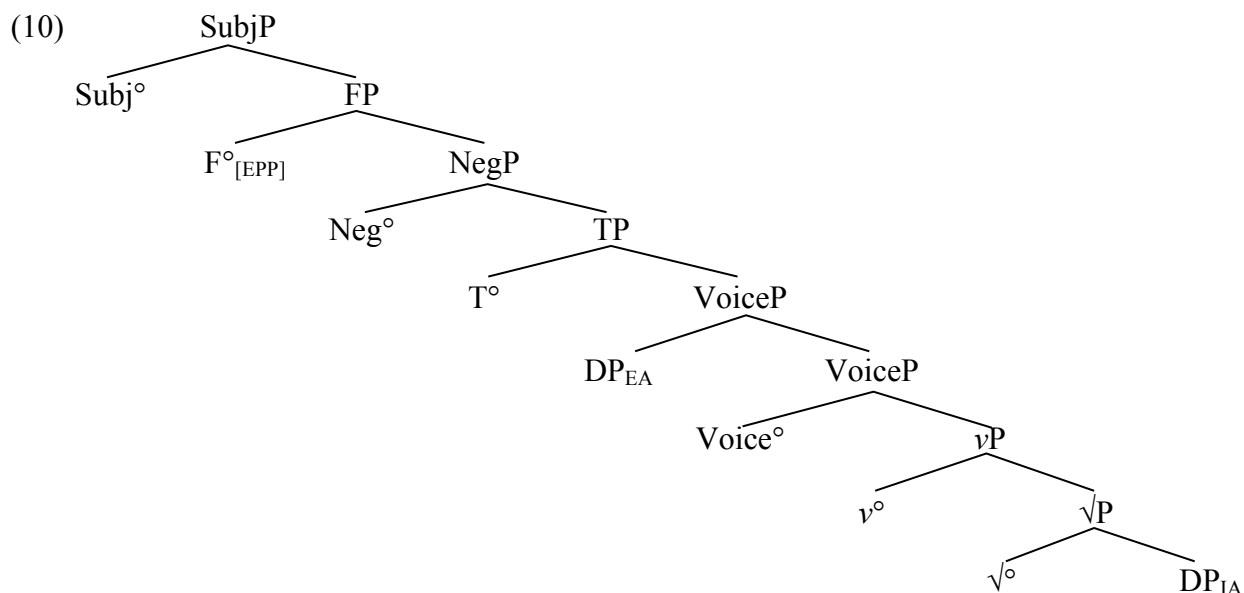 (10) SubjP
Subj° FP
F°[EPP] NegP
Neg° TP
T° VoiceP
DP_EA VoiceP
Voice° vP
v° √P
√° DP_IA